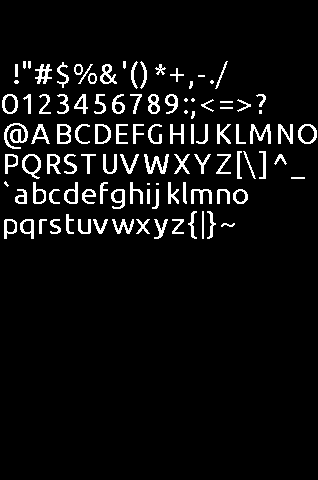 !"#$%&'()*+,-./
0123456789:;<=>?
@ABCDEFGHIJKLMNO
PQRSTUVWXYZ[\]^_
`abcdefghijklmno
pqrstuvwxyz{|}~